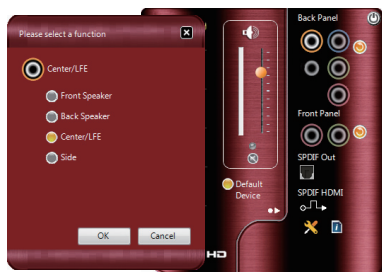 Please select a function
Center/LFE
Front Speaker
Back Speaker
Center/LFE
Side
OK
Cancel
Back Panel
Front Panel
SPDIF Out
SPDIF HDMI
Default
Device
HD